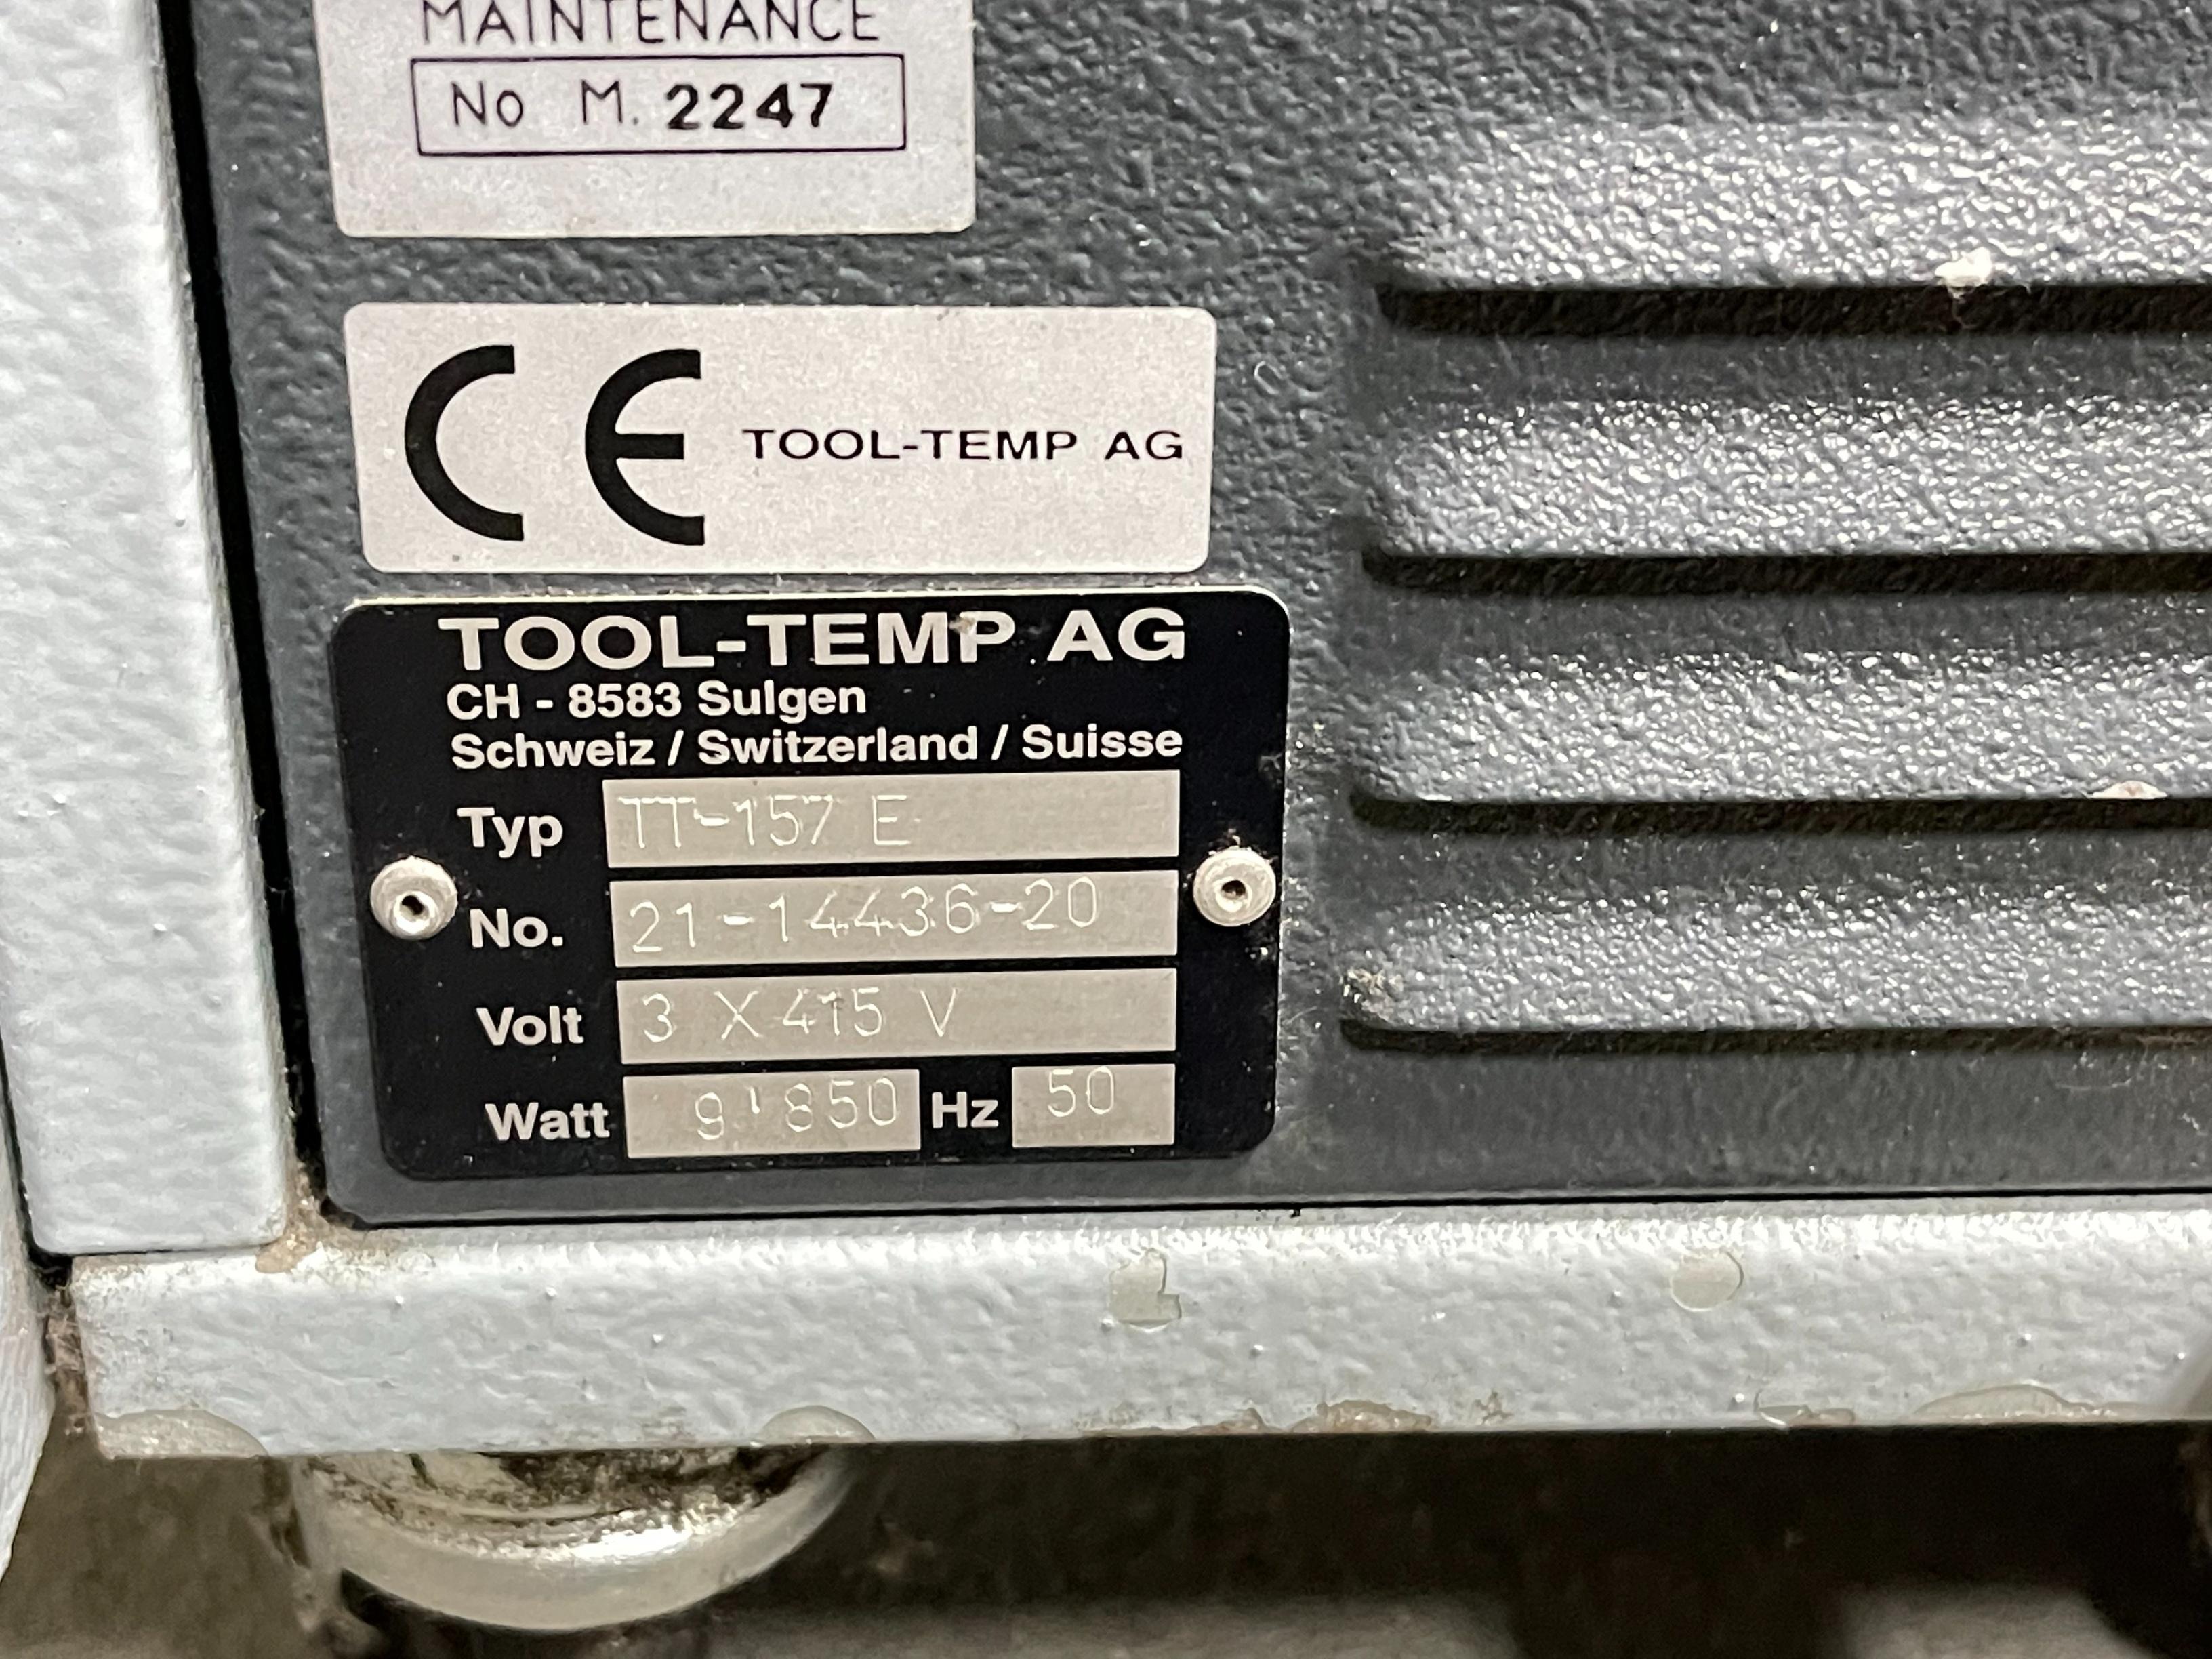 MAINTENANCE
No M. 2247
CE TOOL-TEMP AG
TOOL-TEMP AG
CH - 8583 Sulgen
Schweiz / Switzerland / Suisse
Typ TT-157 E
No. 21-14436-20
Volt 3 X 415 V
Watt 9'850 Hz 50